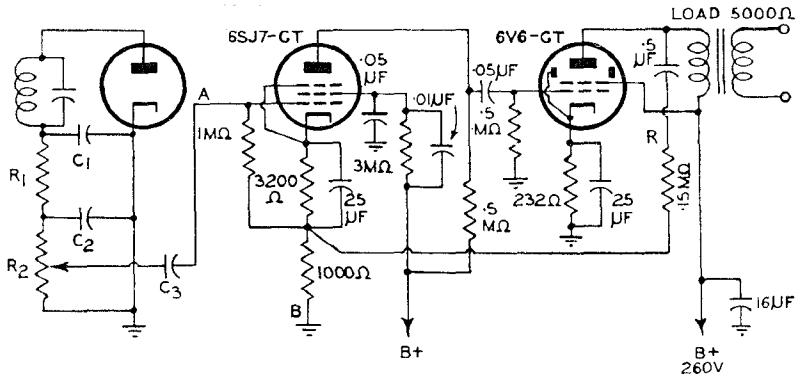 LOAD 5000Ω
6SJ7-GT
6V6-GT
.05
µF
.5
µF
.05µF
.01µF
A
.5
MΩ
R
1MΩ
C1
3MΩ
R1
3200
Ω
25
µF
232Ω
25
µF
.15MΩ
.5
MΩ
C2
R2
C3
1000Ω
B
16µF
B+
B+
260V